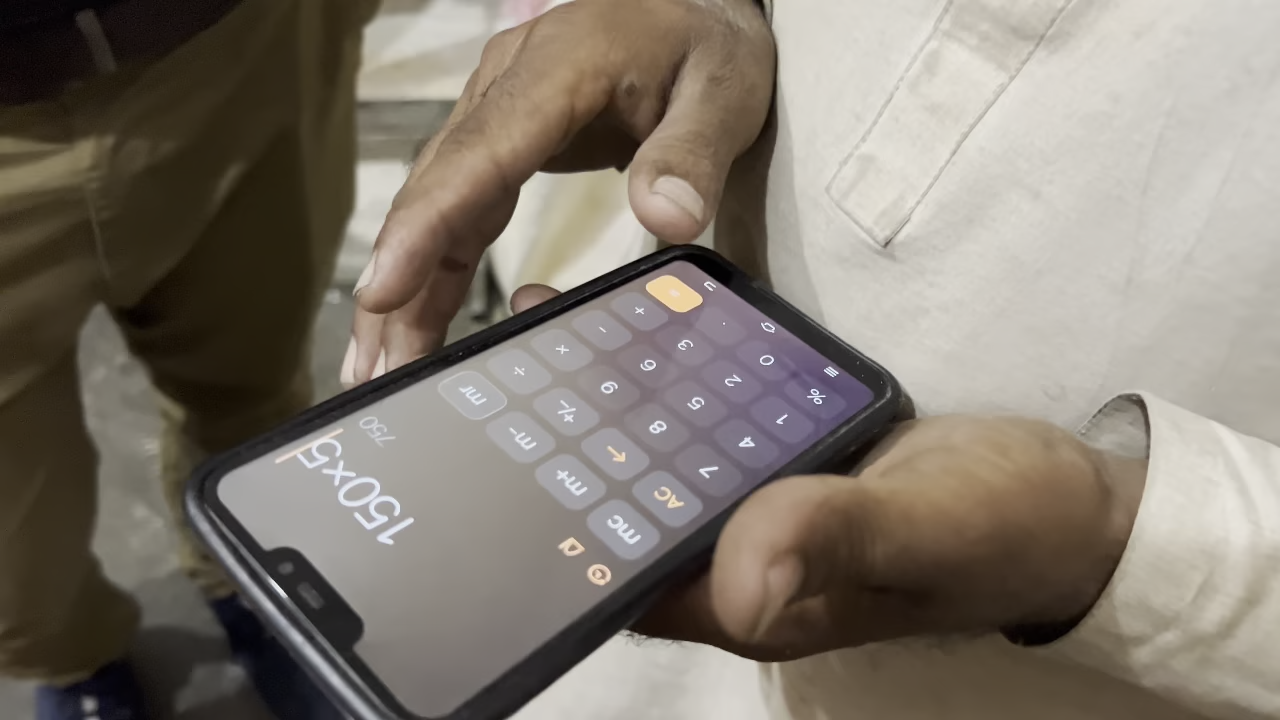 150×5
750
mc m+ m- mr
AC ← +/- ÷
7 8 9 ×
4 5 6 -
1 2 3 +
% 0 . =